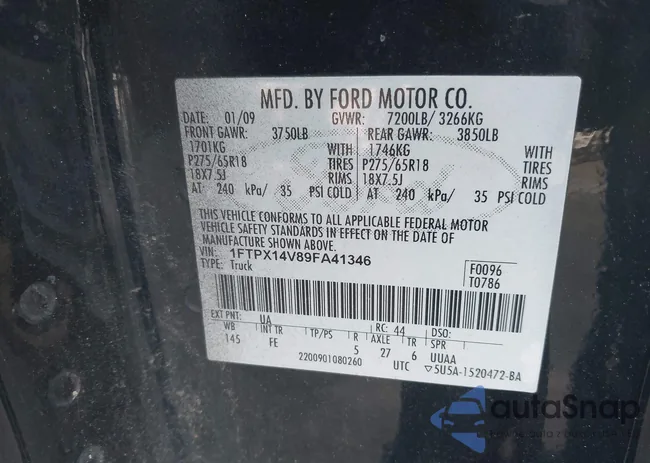 MFD. BY FORD MOTOR CO.
DATE: 01/09 GVWR: 7200LB/ 3266KG
FRONT GAWR: 3750LB REAR GAWR: 3850LB
1701KG WITH 1746KG WITH
P275/65R18 TIRES P275/65R18 TIRES
18X7.5J RIMS 18X7.5J RIMS
AT 240 kPa/ 35 PSI COLD AT 240 kPa/ 35 PSI COLD
THIS VEHICLE CONFORMS TO ALL APPLICABLE FEDERAL MOTOR
VEHICLE SAFETY STANDARDS IN EFFECT ON THE DATE OF
MANUFACTURE SHOWN ABOVE.
VIN: 1FTPX14V89FA41346
TYPE: Truck
F0096
T0786
EXT PNT: UA RC: 44 DSO:
WB INT TR TP/PS R AXLE TR SPR
145 FE 5 27 6 UUAA
2200901080260 UTC ▽5U5A-1520472-BA
autaSnap